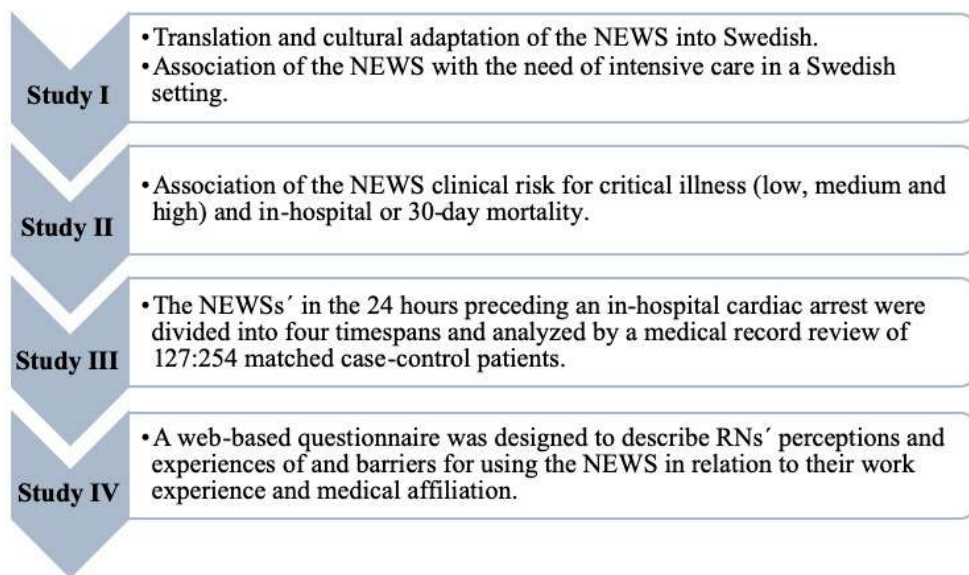 Study I
•Translation and cultural adaptation of the NEWS into Swedish.
•Association of the NEWS with the need of intensive care in a Swedish
setting.
Study II
•Association of the NEWS clinical risk for critical illness (low, medium and
high) and in-hospital or 30-day mortality.
Study III
•The NEWSs´ in the 24 hours preceding an in-hospital cardiac arrest were
divided into four timespans and analyzed by a medical record review of
127:254 matched case-control patients.
Study IV
•A web-based questionnaire was designed to describe RNs´ perceptions and
experiences of and barriers for using the NEWS in relation to their work
experience and medical affiliation.